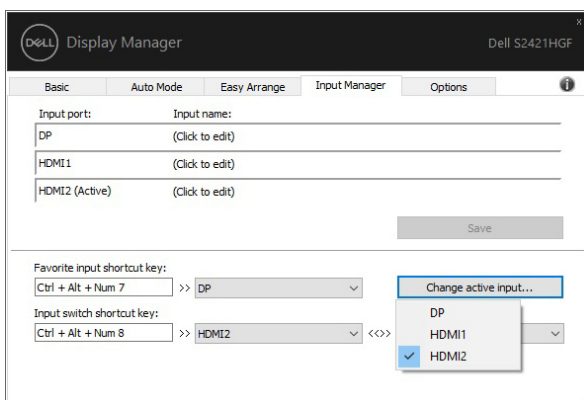 x
DELL Display Manager Dell S2421HGF
Basic Auto Mode Easy Arrange Input Manager Options i
Input port: Input name:
DP (Click to edit)
HDMI1 (Click to edit)
HDMI2 (Active) (Click to edit)
Save
Favorite input shortcut key:
Ctrl + Alt + Num 7 >> DP Change active input...
Input switch shortcut key:
Ctrl + Alt + Num 8 >> HDMI2 <<>>
DP
HDMI1
HDMI2